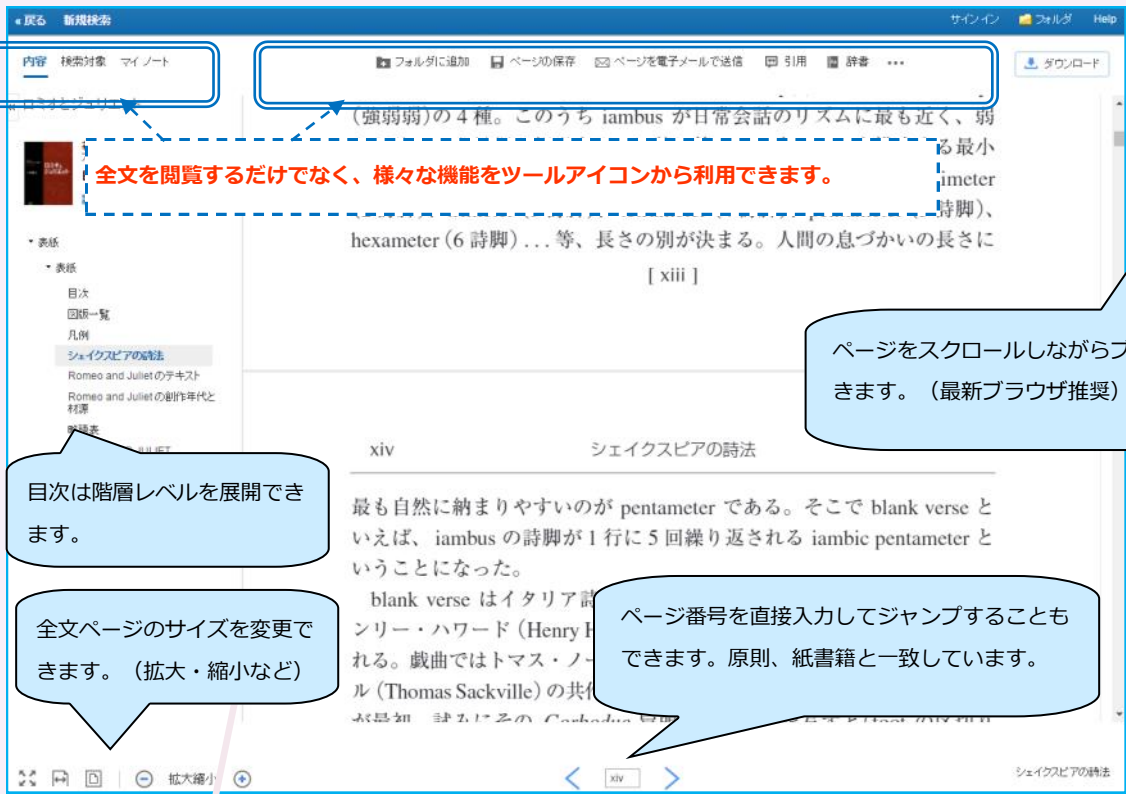 «戻る 新規検索 サインイン フォルダ Help
内容 検索対象 マイノート
フォルダに追加 ページの保存 ページを電子メールで送信 引用 辞書 ... ダウンロード
ロミオとジュリエット
(強弱弱)の4種。このうち iambus が日常会話のリズムに最も近く、弱
る最小
全文を閲覧するだけでなく、様々な機能をツールアイコンから利用できます。
imeter
詩脚)、
hexameter (6 詩脚) ... 等、長さの別が決まる。人間の息づかいの長さに
[ xiii ]
表紙
表紙
目次
図版一覧
凡例
シェイクスピアの詩法
Romeo and Julietのテキスト
Romeo and Julietの創作年代と
材源
略語表
ページをスクロールしながらブ
きます。（最新ブラウザ推奨）
目次は階層レベルを展開でき
ます。
xiv シェイクスピアの詩法
最も自然に納まりやすいのが pentameter である。そこで blank verse と
いえば、 iambus の詩脚が 1 行に 5 回繰り返される iambic pentameter と
いうことになった。
blank verse はイタリア詩
ンリー・ハワード (Henry H
れる。戯曲ではトマス・ノー
ル (Thomas Sackville) の共作
全文ページのサイズを変更で
きます。（拡大・縮小など）
ページ番号を直接入力してジャンプすることも
できます。原則、紙書籍と一致しています。
拡大縮小
xiv
シェイクスピアの詩法